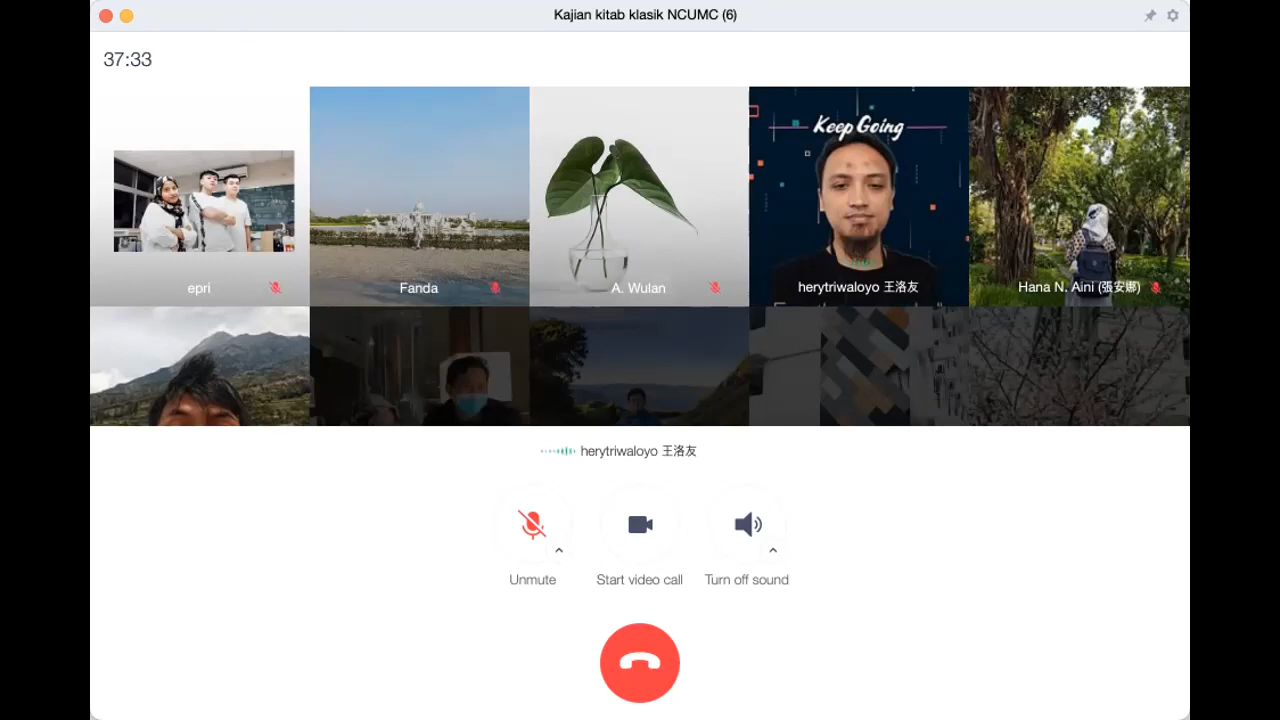 Kajian kitab klasik NCUMC (6)
37:33
Keep Going
epri
Fanda
A. Wulan
herytriwaloyo 王洛友
Hana N. Aini (張安娜)
herytriwaloyo 王洛友
Unmute
Start video call
Turn off sound